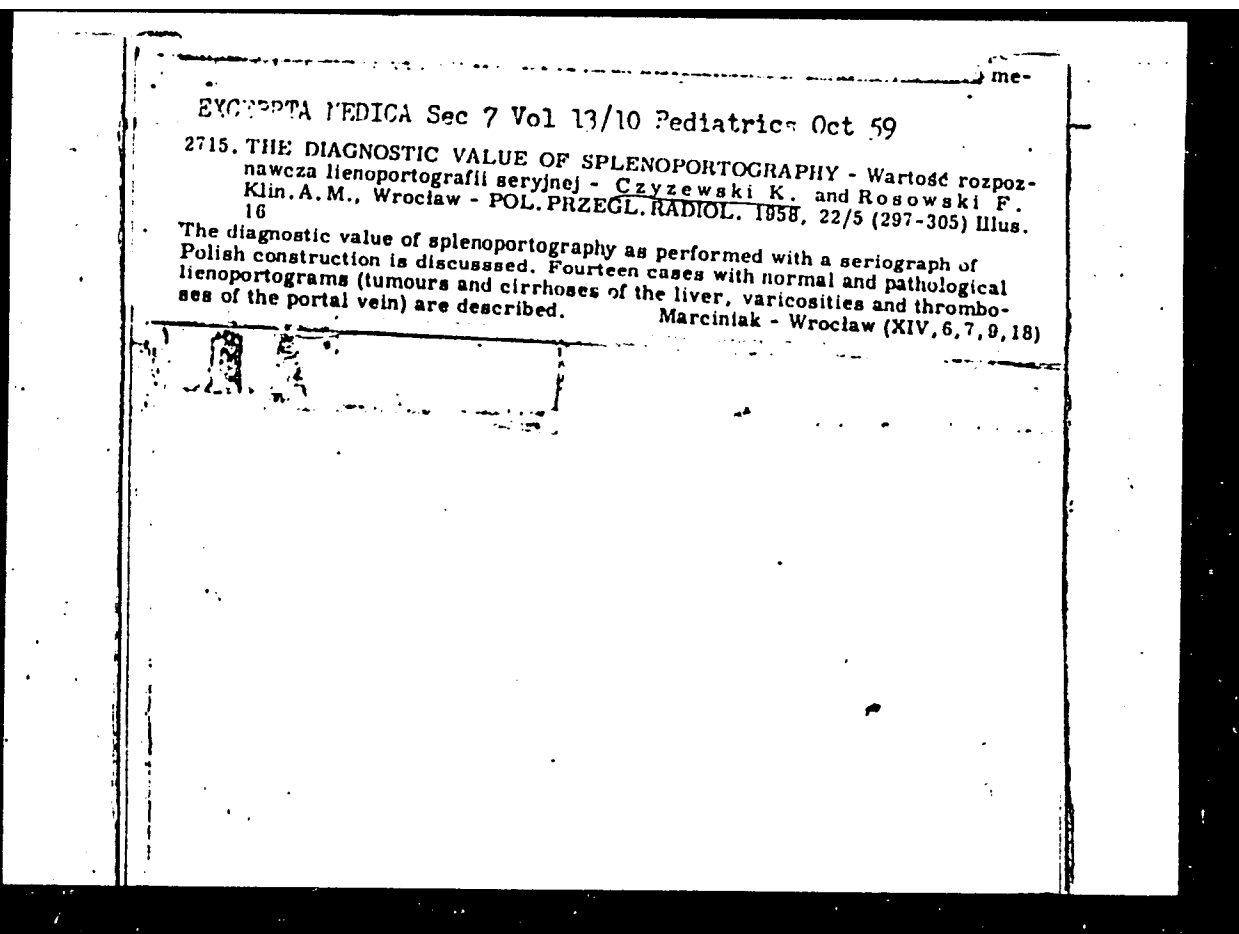 me-
EXCERPTA MEDICA Sec 7 Vol 13/10 Pediatrics Oct 59
2715. THE DIAGNOSTIC VALUE OF SPLENOPORTOGRAPHY - Wartość rozpoz-
nawcza lienoportografii seryjnej - Czyzewski K. and Rosowski F.
Klin. A. M., Wrocław - POL. PRZEGL. RADIOL. 1958, 22/5 (297-305) Illus.
16
The diagnostic value of splenoportography as performed with a seriograph of
Polish construction is discusssed. Fourteen cases with normal and pathological
lienoportograms (tumours and cirrhoses of the liver, varicosities and thrombo-
ses of the portal vein) are described. Marciniak - Wrocław (XIV, 6, 7, 9, 18)